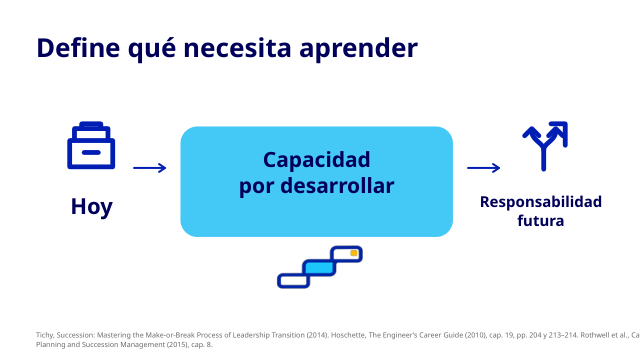 Define qué necesita aprender
Capacidad
por desarrollar
Hoy
Responsabilidad
futura
Tichy, Succession: Mastering the Make-or-Break Process of Leadership Transition (2014). Hoschette, The Engineer's Career Guide (2010), cap. 19, pp. 204 y 213–214. Rothwell et al.,
Planning and Succession Management (2015), cap. 8.